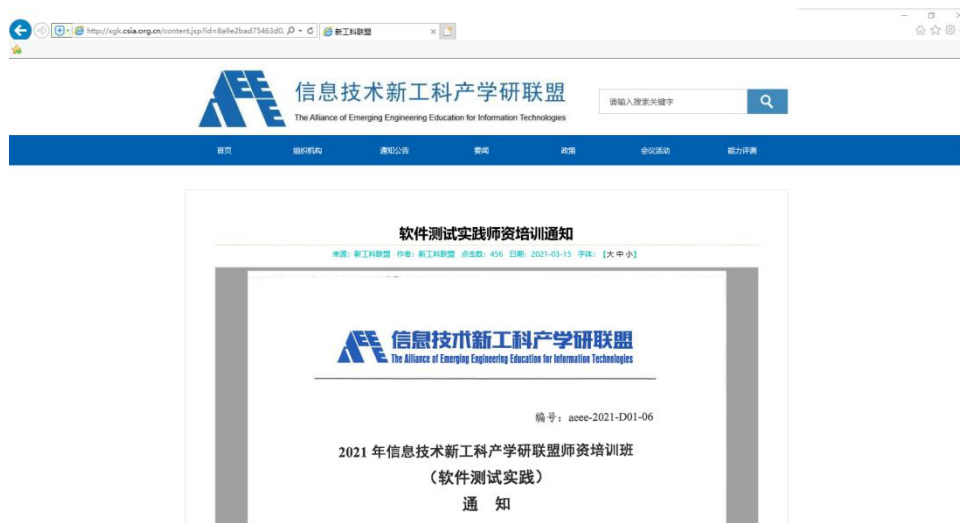 http://xgk.csia.org.cn/content.jsp?id=8a9e2bad75463d0.
新工科联盟
信息技术新工科产学研联盟
The Alliance of Emerging Engineering Education for Information Technologies
请输入搜索关键字
首页 组织机构 通知公告 要闻 政策 会议活动 能力评测
软件测试实践师资培训通知
来源: 新工科联盟 作者: 新工科联盟 点击数: 456 日期: 2021-03-15 字体: 【大 中 小】
信息技术新工科产学研联盟
The Alliance of Emerging Engineering Education for Information Technologies
编号：aeee-2021-D01-06
2021 年信息技术新工科产学研联盟师资培训班
（软件测试实践）
通 知